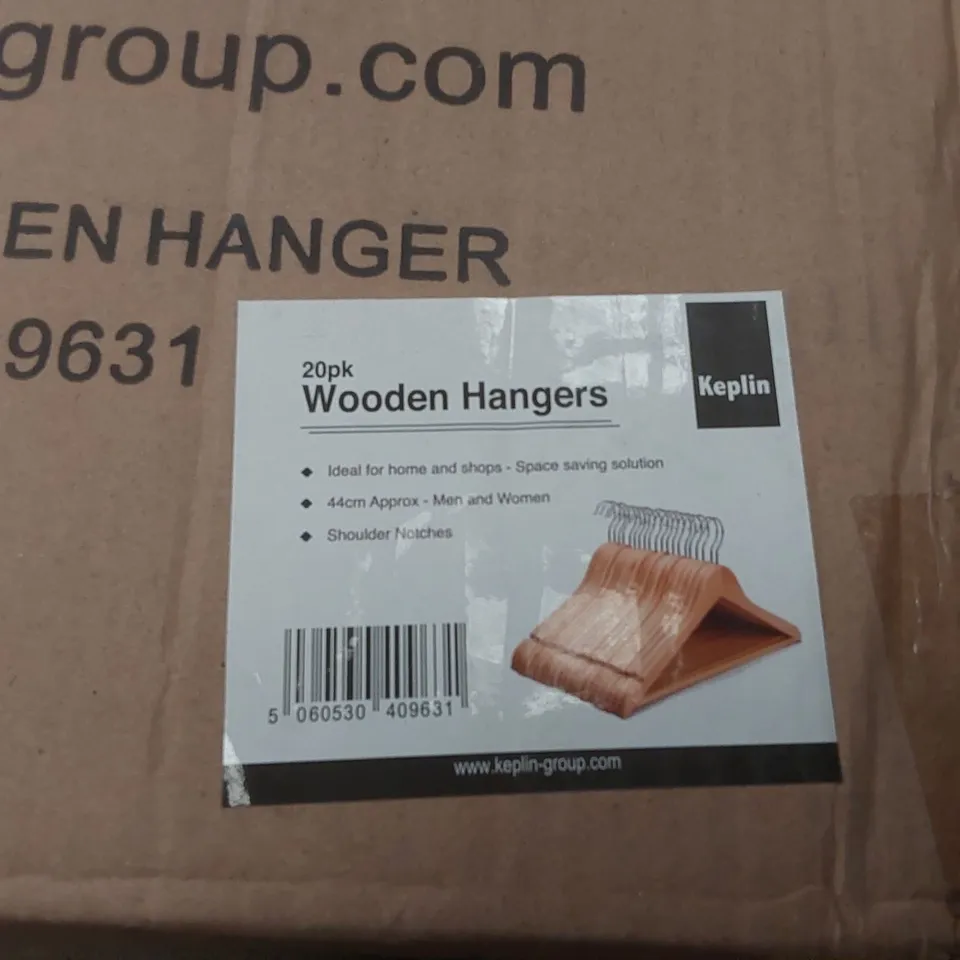 group.com
EN HANGER
9631
20pk
Wooden Hangers
Keplin
Ideal for home and shops - Space saving solution
44cm Approx - Men and Women
Shoulder Notches
5 060530 409631
www.keplin-group.com